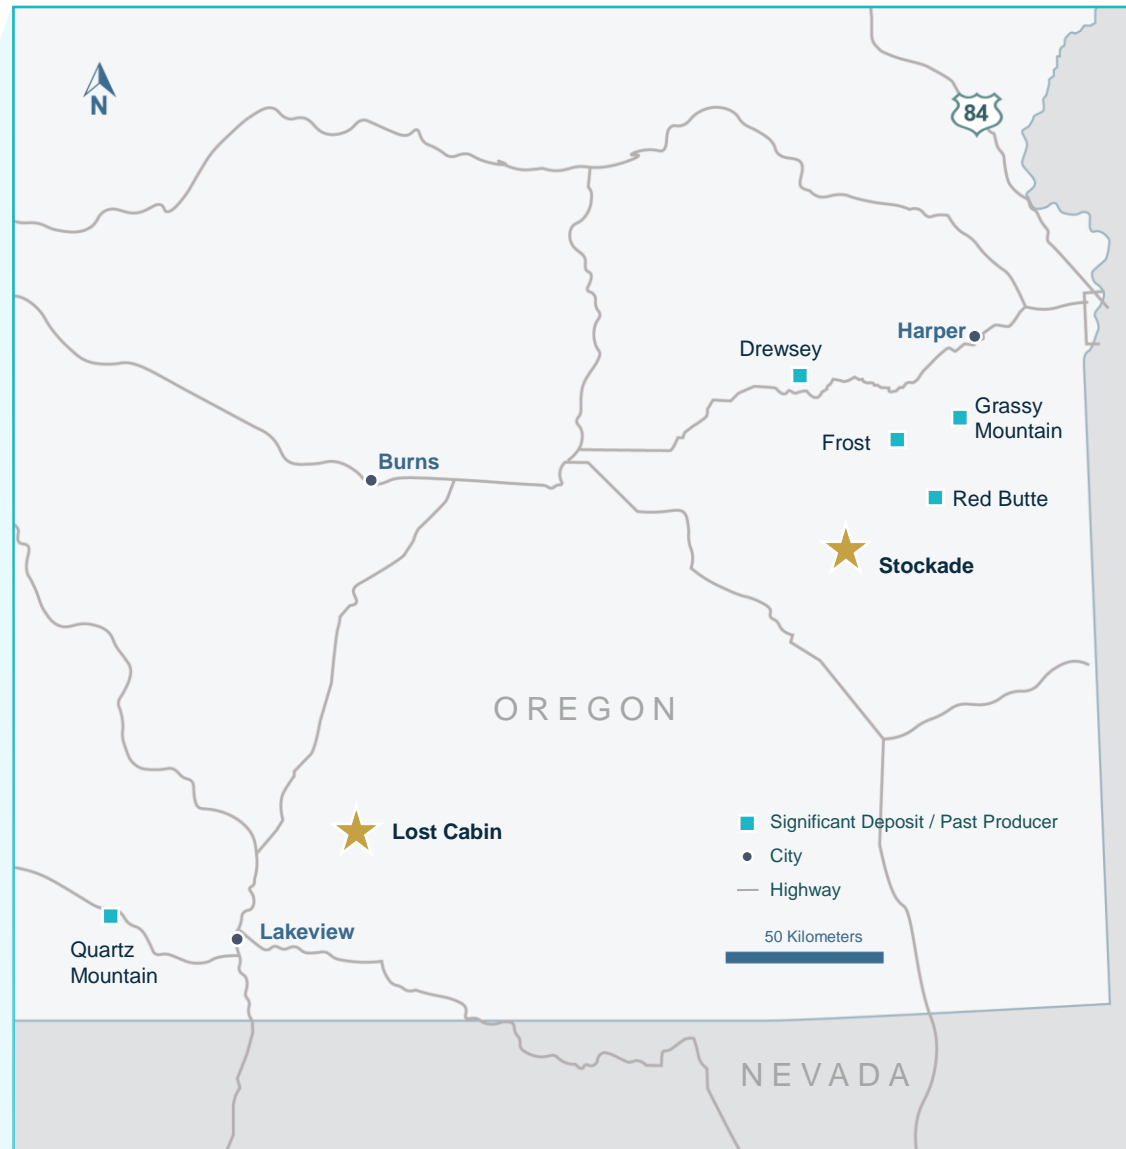 N
84
Harper
Drewsey
Grassy
Mountain
Frost
Burns
Red Butte
Stockade
OREGON
Lost Cabin
Significant Deposit / Past Producer
City
Highway
Lakeview
50 Kilometers
Quartz
Mountain
NEVADA